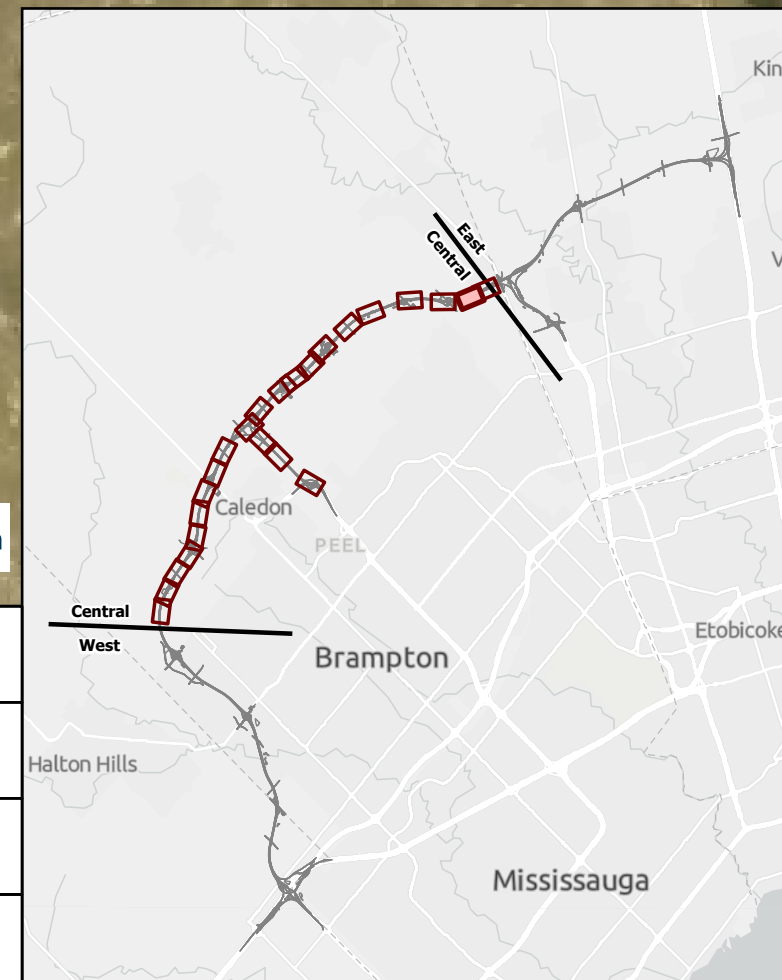 Kin
East
Central
V
Caledon
PEEL
Central
West
Etobicoke
Brampton
Halton Hills
Mississauga